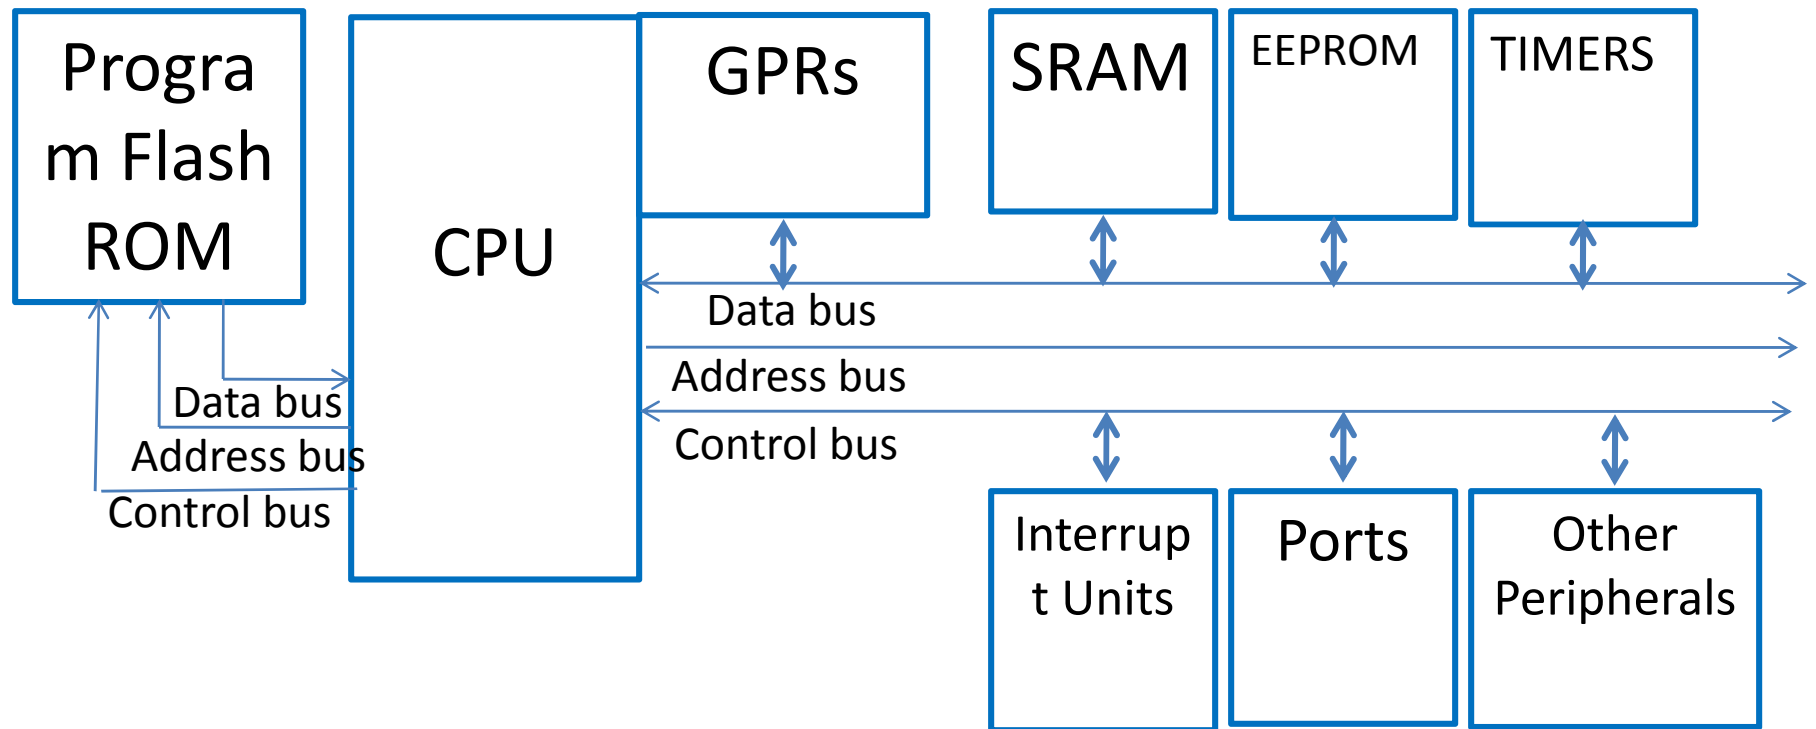 Progra
m Flash
ROM
CPU
GPRs
SRAM
EEPROM
TIMERS
Data bus
Address bus
Control bus
Data bus
Address bus
Control bus
Interrup
t Units
Ports
Other
Peripherals